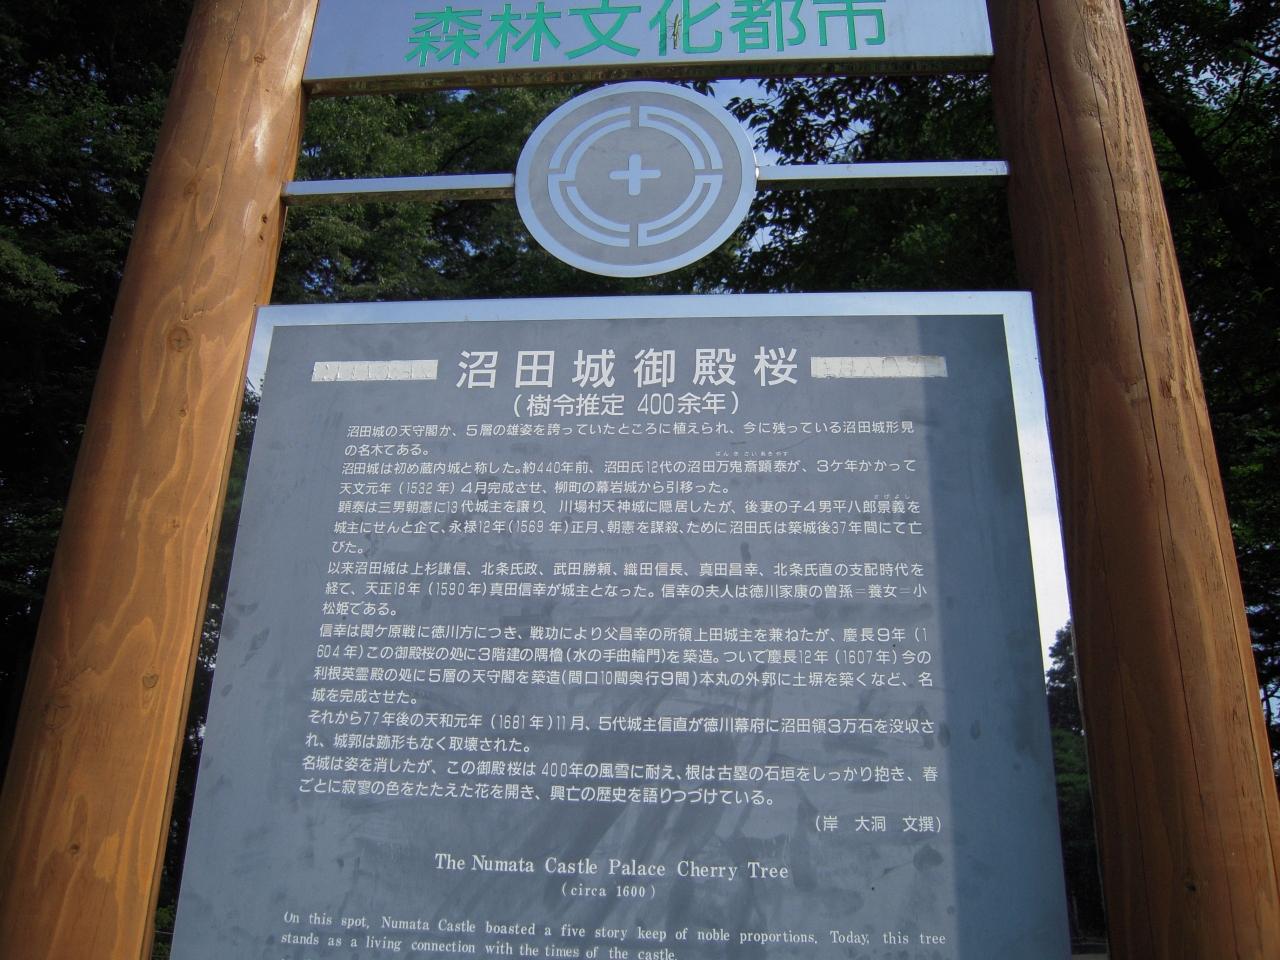 森林文化都市
沼田城御殿桜
(樹令推定 400余年)
沼田城の天守閣か、5層の雄姿を誇っていたところに植えられ、今に残っている沼田城形見
の名木てある。
ばんきさいあきやす
沼田城は初め蔵内城と称した。約440年前、沼田氏12代の沼田万鬼斎顕泰が、3ケ年かかって
天文元年(1532年)4月完成させ、柳町の幕岩城から引移った。
かげよし
顕泰は三男朝憲に13代城主を譲り、川場村天神城に隠居したが、後妻の子4男平八郎景義を
城主にせんと企て、永禄12年(1569年)正月、朝憲を謀殺、ために沼田氏は築城後37年間にて亡
びた。
以来沼田城は上杉謙信、北条氏政、武田勝頼、織田信長、真田昌幸、北条氏直の支配時代を
経て、天正18年(1590年)真田信幸が城主となった。信幸の夫人は徳川家康の曽孫=養女=小
松姫である。
信幸は関ケ原戦に徳川方につき、戦功により父昌幸の所領上田城主を兼ねたが、慶長9年(1
604年)この御殿桜の処に3階建の隅櫓(水の手曲輪門)を築造。ついで慶長12年(1607年)今の
利根英霊殿の処に5層の天守閣を築造(間口10間奥行9間)本丸の外郭に土塀を築くなど、名
城を完成させた。
それから77年後の天和元年(1681年)11月、5代城主信直が徳川幕府に沼田領3万石を没収さ
れ、城郭は跡形もなく取壊された。
名城は姿を消したが、この御殿桜は400年の風雪に耐え、根は古塁の石垣をしっかり抱き、春
ごとに寂寥の色をたたえた花を開き、興亡の歴史を語りつづけている。
(岸 大洞 文撰)
The Numata Castle Palace Cherry Tree
(circa 1600)
On this spot, Numata Castle boasted a five story keep of noble proportions. Today, this tree
stands as a living connection with the times of the castle.